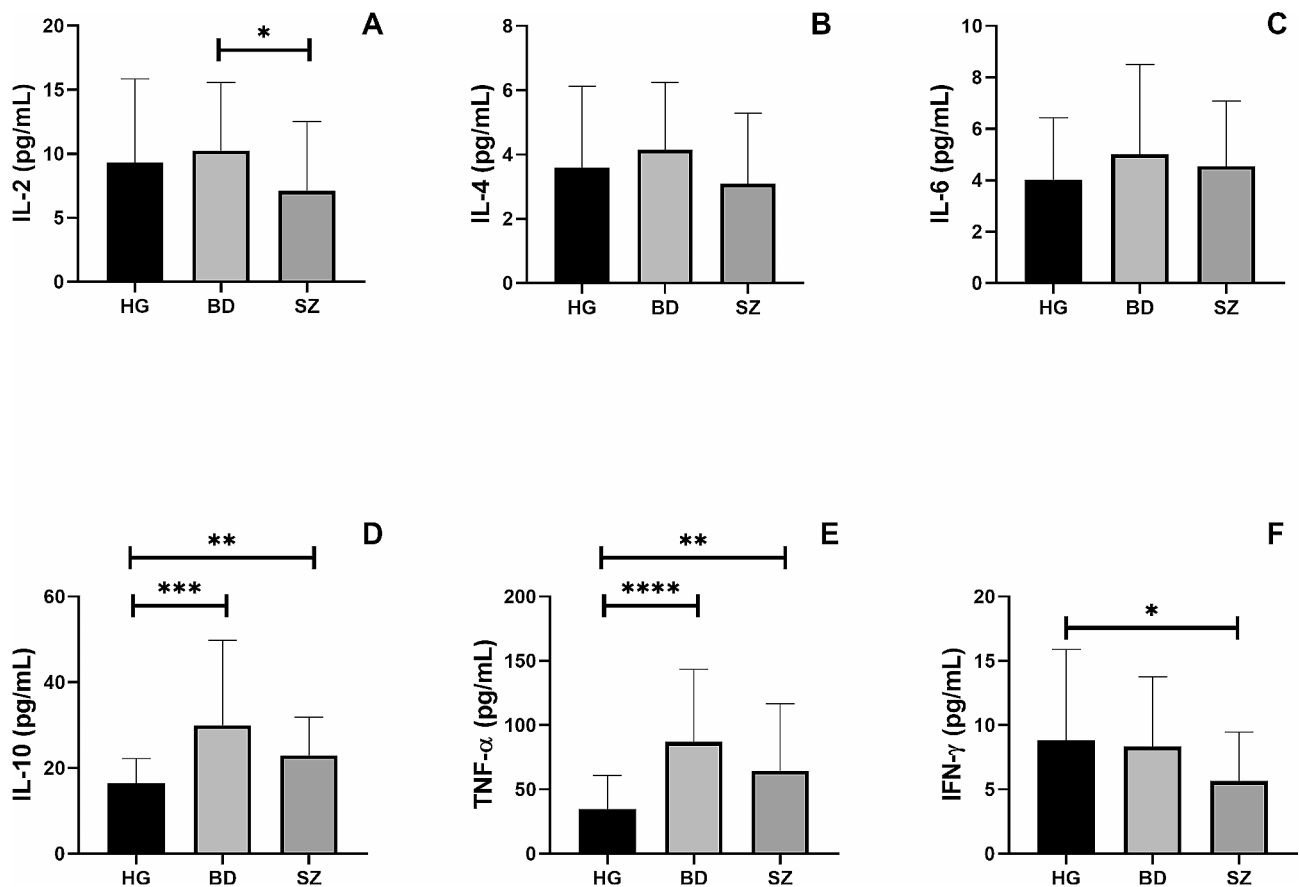 A
*
IL-2 (pg/mL)
20
15
10
5
0
HG BD SZ
B
IL-4 (pg/mL)
8
6
4
2
0
HG BD SZ
C
IL-6 (pg/mL)
10
8
6
4
2
0
HG BD SZ
D
**
***
IL-10 (pg/mL)
60
40
20
0
HG BD SZ
E
**
****
TNF-α (pg/mL)
200
150
100
50
0
HG BD SZ
F
*
IFN-γ (pg/mL)
20
15
10
5
0
HG BD SZ